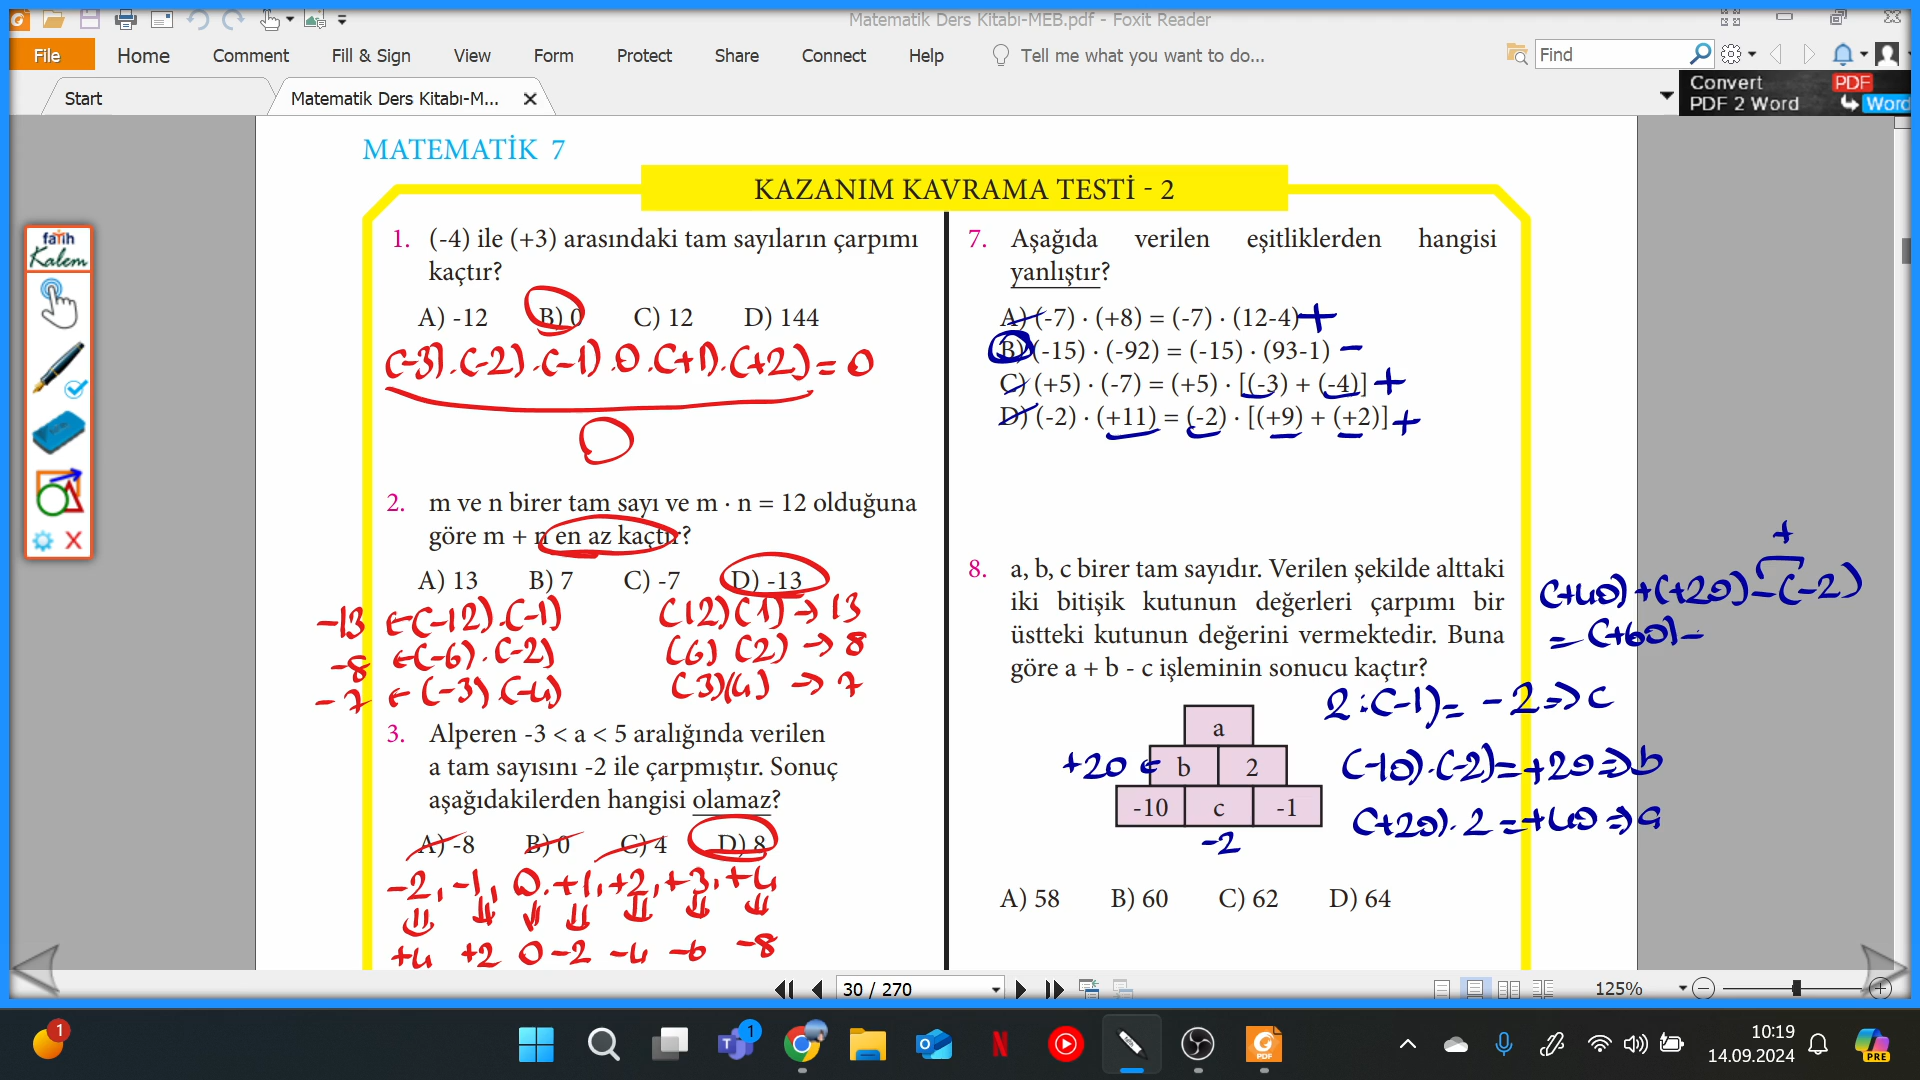 Matematik Ders Kitabı-MEB.pdf - Foxit Reader
File Home Comment Fill & Sign View Form Protect Share Connect Help Tell me what you want to do... Find
Start Matematik Ders Kitabı-M...
Convert PDF
PDF 2 Word Word
MATEMATİK 7
KAZANIM KAVRAMA TESTİ - 2
fatih
Kalem
1. (-4) ile (+3) arasındaki tam sayıların çarpımı
kaçtır?
A) -12 B) 0 C) 12 D) 144
(-3).(-2).(-1).0.(+1).(+2)=0
0
2. m ve n birer tam sayı ve m · n = 12 olduğuna
göre m + n en az kaçtır?
A) 13 B) 7 C) -7 D) -13
-13 ←(-12).(-1) (12)(1)→13
-8 ←(-6).(-2) (6)(2)→8
-7 ←(-3).(-4) (3)(4)→7
3. Alperen -3 < a < 5 aralığında verilen
a tam sayısını -2 ile çarpmıştır. Sonuç
aşağıdakilerden hangisi olamaz?
A) -8 B) 0 C) 4 D) 8
-2, -1, 0, +1, +2, +3, +4
⇓ ⇓ ⇓ ⇓ ⇓ ⇓ ⇓
+4 +2 0 -2 -4 -6 -8
7. Aşağıda verilen eşitliklerden hangisi
yanlıştır?
A) (-7) · (+8) = (-7) · (12-4) +
B) (-15) · (-92) = (-15) · (93-1) -
C) (+5) · (-7) = (+5) · [(-3) + (-4)] +
D) (-2) · (+11) = (-2) · [(+9) + (+2)] +
8. a, b, c birer tam sayıdır. Verilen şekilde alttaki
iki bitişik kutunun değerleri çarpımı bir
üstteki kutunun değerini vermektedir. Buna
göre a + b - c işleminin sonucu kaçtır?
+
(+40)+(+20)-(-2)
=(+60)-
a
+20 ← b 2
-10 c -1
-2
2.(-1)= -2⇒c
(-10).(-2)=+20⇒b
(+20).2=+40⇒a
A) 58 B) 60 C) 62 D) 64
30 / 270 125%
1 1 10:19
14.09.2024
PDF PRE